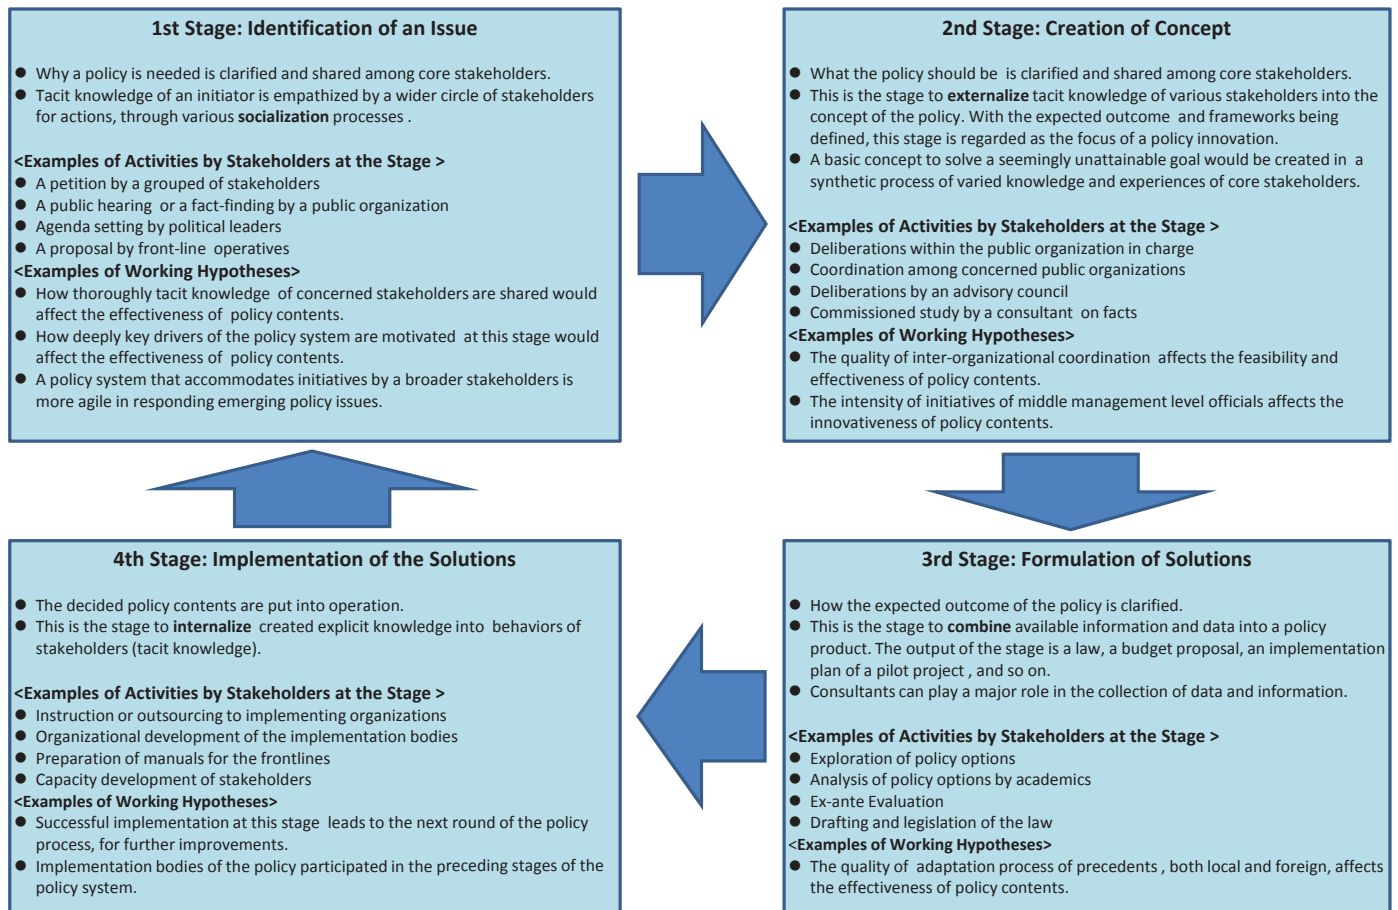 1st Stage: Identification of an Issue
● Why a policy is needed is clarified and shared among core stakeholders.
● Tacit knowledge of an initiator is empathized by a wider circle of stakeholders
for actions, through various socialization processes .
<Examples of Activities by Stakeholders at the Stage >
● A petition by a grouped of stakeholders
● A public hearing or a fact-finding by a public organization
● Agenda setting by political leaders
● A proposal by front-line operatives
<Examples of Working Hypotheses>
● How thoroughly tacit knowledge of concerned stakeholders are shared would
affect the effectiveness of policy contents.
● How deeply key drivers of the policy system are motivated at this stage would
affect the effectiveness of policy contents.
● A policy system that accommodates initiatives by a broader stakeholders is
more agile in responding emerging policy issues.
2nd Stage: Creation of Concept
● What the policy should be is clarified and shared among core stakeholders.
● This is the stage to externalize tacit knowledge of various stakeholders into the
concept of the policy. With the expected outcome and frameworks being
defined, this stage is regarded as the focus of a policy innovation.
● A basic concept to solve a seemingly unattainable goal would be created in a
synthetic process of varied knowledge and experiences of core stakeholders.
<Examples of Activities by Stakeholders at the Stage >
● Deliberations within the public organization in charge
● Coordination among concerned public organizations
● Deliberations by an advisory council
● Commissioned study by a consultant on facts
<Examples of Working Hypotheses>
● The quality of inter-organizational coordination affects the feasibility and
effectiveness of policy contents.
● The intensity of initiatives of middle management level officials affects the
innovativeness of policy contents.
4th Stage: Implementation of the Solutions
● The decided policy contents are put into operation.
● This is the stage to internalize created explicit knowledge into behaviors of
stakeholders (tacit knowledge).
<Examples of Activities by Stakeholders at the Stage >
● Instruction or outsourcing to implementing organizations
● Organizational development of the implementation bodies
● Preparation of manuals for the frontlines
● Capacity development of stakeholders
<Examples of Working Hypotheses>
● Successful implementation at this stage leads to the next round of the policy
process, for further improvements.
● Implementation bodies of the policy participated in the preceding stages of the
policy system.
3rd Stage: Formulation of Solutions
● How the expected outcome of the policy is clarified.
● This is the stage to combine available information and data into a policy
product. The output of the stage is a law, a budget proposal, an implementation
plan of a pilot project , and so on.
● Consultants can play a major role in the collection of data and information.
<Examples of Activities by Stakeholders at the Stage >
● Exploration of policy options
● Analysis of policy options by academics
● Ex-ante Evaluation
● Drafting and legislation of the law
<Examples of Working Hypotheses>
● The quality of adaptation process of precedents , both local and foreign, affects
the effectiveness of policy contents.